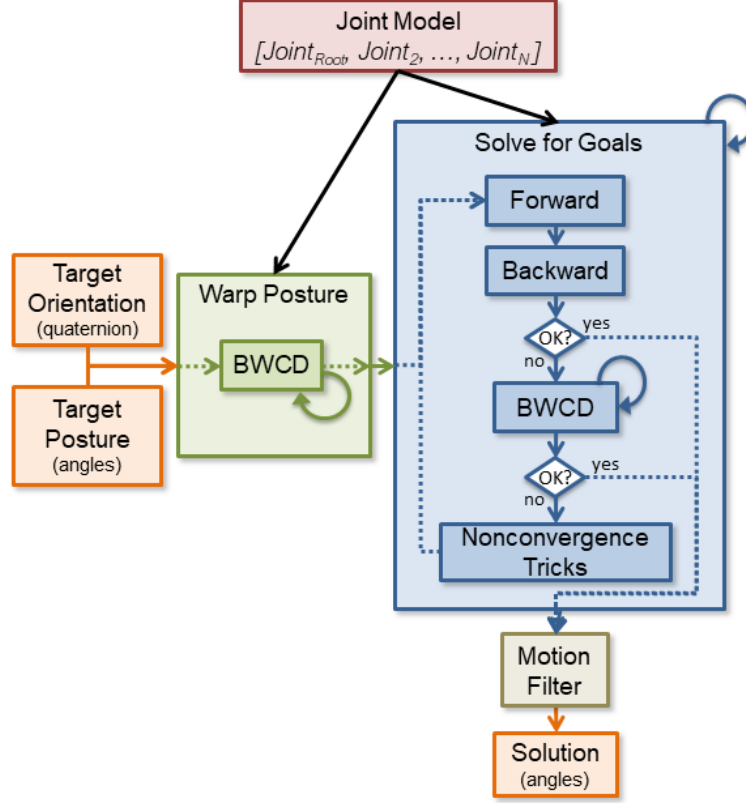 Joint Model
[Joint_Root, Joint_2, ..., Joint_N]
Solve for Goals
Forward
Backward
OK?
yes
no
BWCD
OK?
yes
no
Nonconvergence
Tricks
Target
Orientation
(quaternion)
Target
Posture
(angles)
Warp Posture
BWCD
Motion
Filter
Solution
(angles)